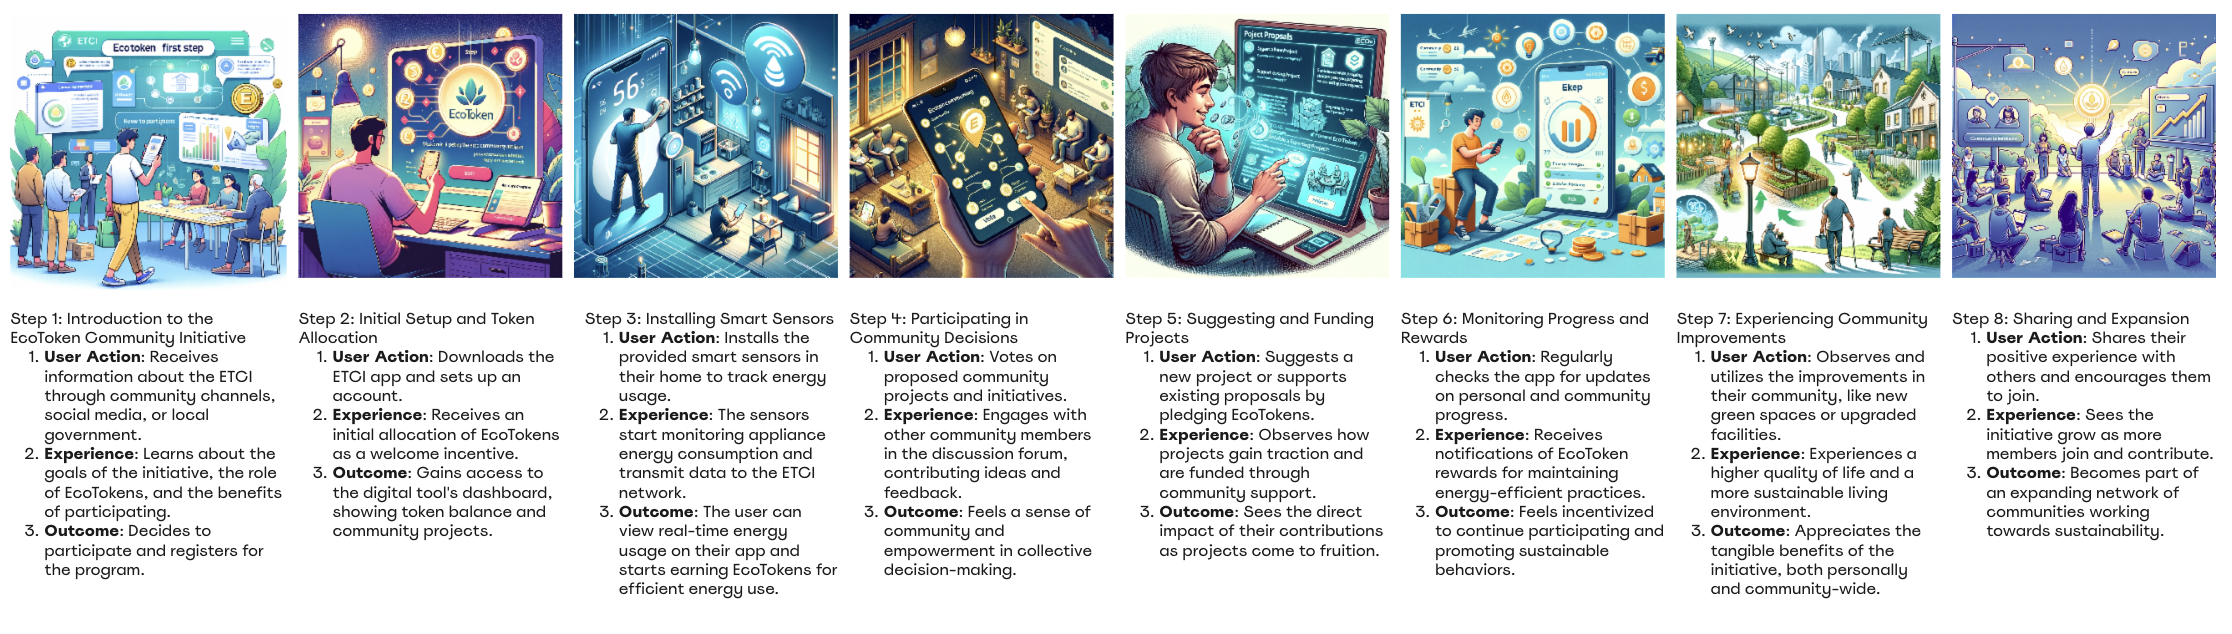 ETCI
Ecotoken first step
How to partigians
EcoToken
56
Vote
Poject Proposals
ETCI
Ekep
Step 1: Introduction to the
EcoToken Community Initiative
1. User Action: Receives
information about the ETCI
through community channels,
social media, or local
government.
2. Experience: Learns about the
goals of the initiative, the role
of EcoTokens, and the benefits
of participating.
3. Outcome: Decides to
participate and registers for
the program.
Step 2: Initial Setup and Token
Allocation
1. User Action: Downloads the
ETCI app and sets up an
account.
2. Experience: Receives an
initial allocation of EcoTokens
as a welcome incentive.
3. Outcome: Gains access to
the digital tool's dashboard,
showing token balance and
community projects.
Step 3: Installing Smart Sensors
1. User Action: Installs the
provided smart sensors in
their home to track energy
usage.
2. Experience: The sensors
start monitoring appliance
energy consumption and
transmit data to the ETCI
network.
3. Outcome: The user can
view real-time energy
usage on their app and
starts earning EcoTokens for
efficient energy use.
Step 4: Participating in
Community Decisions
1. User Action: Votes on
proposed community
projects and initiatives.
2. Experience: Engages with
other community members
in the discussion forum,
contributing ideas and
feedback.
3. Outcome: Feels a sense of
community and
empowerment in collective
decision-making.
Step 5: Suggesting and Funding
Projects
1. User Action: Suggests a
new project or supports
existing proposals by
pledging EcoTokens.
2. Experience: Observes how
projects gain traction and
are funded through
community support.
3. Outcome: Sees the direct
impact of their contributions
as projects come to fruition.
Step 6: Monitoring Progress and
Rewards
1. User Action: Regularly
checks the app for updates
on personal and community
progress.
2. Experience: Receives
notifications of EcoToken
rewards for maintaining
energy-efficient practices.
3. Outcome: Feels incentivized
to continue participating and
promoting sustainable
behaviors.
Step 7: Experiencing Community
Improvements
1. User Action: Observes and
utilizes the improvements in
their community, like new
green spaces or upgraded
facilities.
2. Experience: Experiences a
higher quality of life and a
more sustainable living
environment.
3. Outcome: Appreciates the
tangible benefits of the
initiative, both personally
and community-wide.
Step 8: Sharing and Expansion
1. User Action: Shares their
positive experience with
others and encourages them
to join.
2. Experience: Sees the
initiative grow as more
members join and contribute.
3. Outcome: Becomes part of
an expanding network of
communities working
towards sustainability.